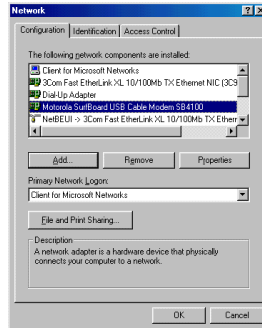 Network
Configuration Identification Access Control
The following network components are installed:
Client for Microsoft Networks
3Com Fast EtherLink XL 10/100Mb TX Ethernet NIC (3C9
Dial-Up Adapter
Motorola SurfBoard USB Cable Modem SB4100
NetBEUI -> 3Com Fast EtherLink XL 10/100Mb TX Ethern
Add... Remove Properties
Primary Network Logon:
Client for Microsoft Networks
File and Print Sharing...
Description
A network adapter is a hardware device that physically
connects your computer to a network.
OK Cancel